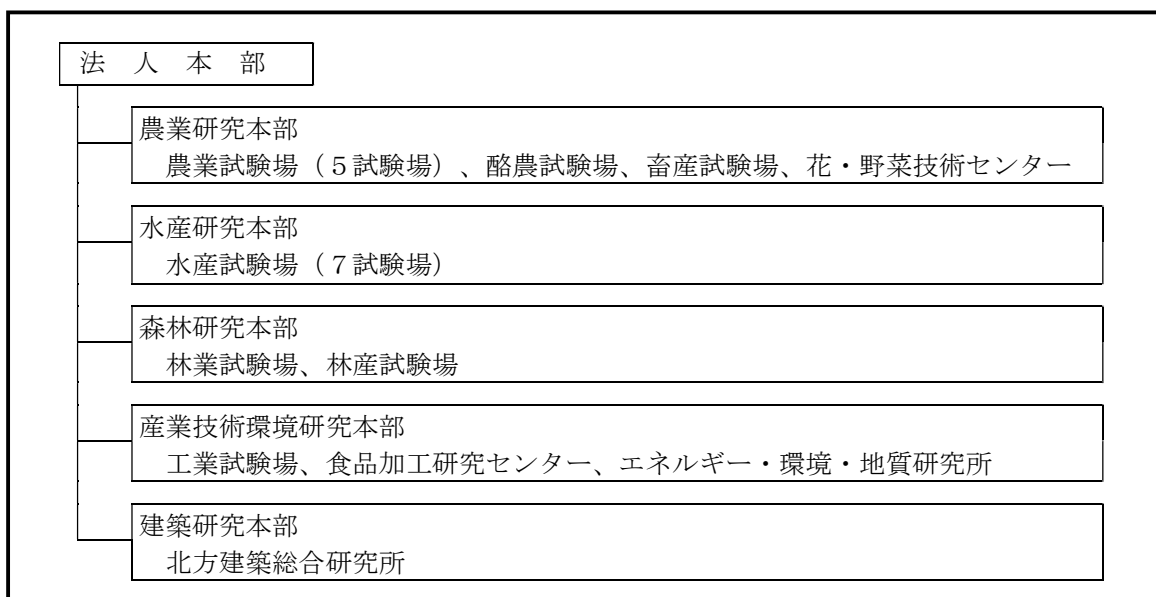 法人本部
農業研究本部
農業試験場（５試験場）、酪農試験場、畜産試験場、花・野菜技術センター
水産研究本部
水産試験場（７試験場）
森林研究本部
林業試験場、林産試験場
産業技術環境研究本部
工業試験場、食品加工研究センター、エネルギー・環境・地質研究所
建築研究本部
北方建築総合研究所